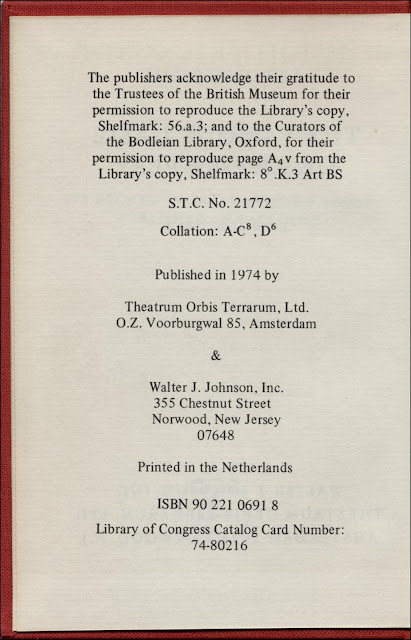 The publishers acknowledge their gratitude to
the Trustees of the British Museum for their
permission to reproduce the Library's copy,
Shelfmark: 56.a.3; and to the Curators of
the Bodleian Library, Oxford, for their
permission to reproduce page A₄v from the
Library's copy, Shelfmark: 8°.K.3 Art BS
S.T.C. No. 21772
Collation: A-C⁸, D⁶
Published in 1974 by
Theatrum Orbis Terrarum, Ltd.
O.Z. Voorburgwal 85, Amsterdam
&
Walter J. Johnson, Inc.
355 Chestnut Street
Norwood, New Jersey
07648
Printed in the Netherlands
ISBN 90 221 0691 8
Library of Congress Catalog Card Number:
74-80216